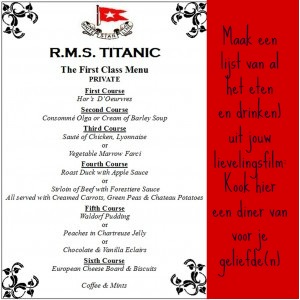 WHITE STAR LINE
R.M.S. TITANIC
The First Class Menu
PRIVATE
First Course
Hor's D'Oeurvres
Second Course
Consommé Olga or Cream of Barley Soup
Third Course
Sauté of Chicken, Lyonnaise
or
Vegetable Marrow Farci
Fourth Course
Roast Duck with Apple Sauce
or
Sirloin of Beef with Forestiere Sauce
All served with Creamed Carrots, Green Peas & Chateau Potatoes
Fifth Course
Waldorf Pudding
or
Peaches in Chartreuse Jelly
or
Chocolate & Vanilla Eclairs
Sixth Course
European Cheese Board & Biscuits
Coffee & Mints
Maak een
lijst van al
het eten
en drinken)
uit jouw
lievelingsfilm.
Kook hier
een diner van
voor je
geliefde(n)